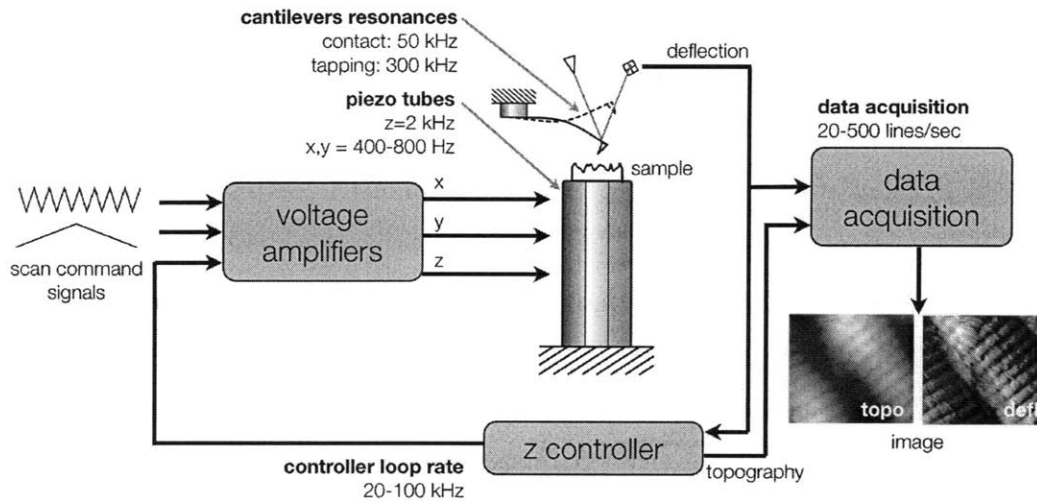 cantilevers resonances
contact: 50 kHz
tapping: 300 kHz
deflection
piezo tubes
z=2 kHz
x,y = 400-800 Hz
data acquisition
20-500 lines/sec
sample
data
acquisition
voltage
amplifiers
x
y
z
scan command
signals
topo
defl
image
z controller
topography
controller loop rate
20-100 kHz